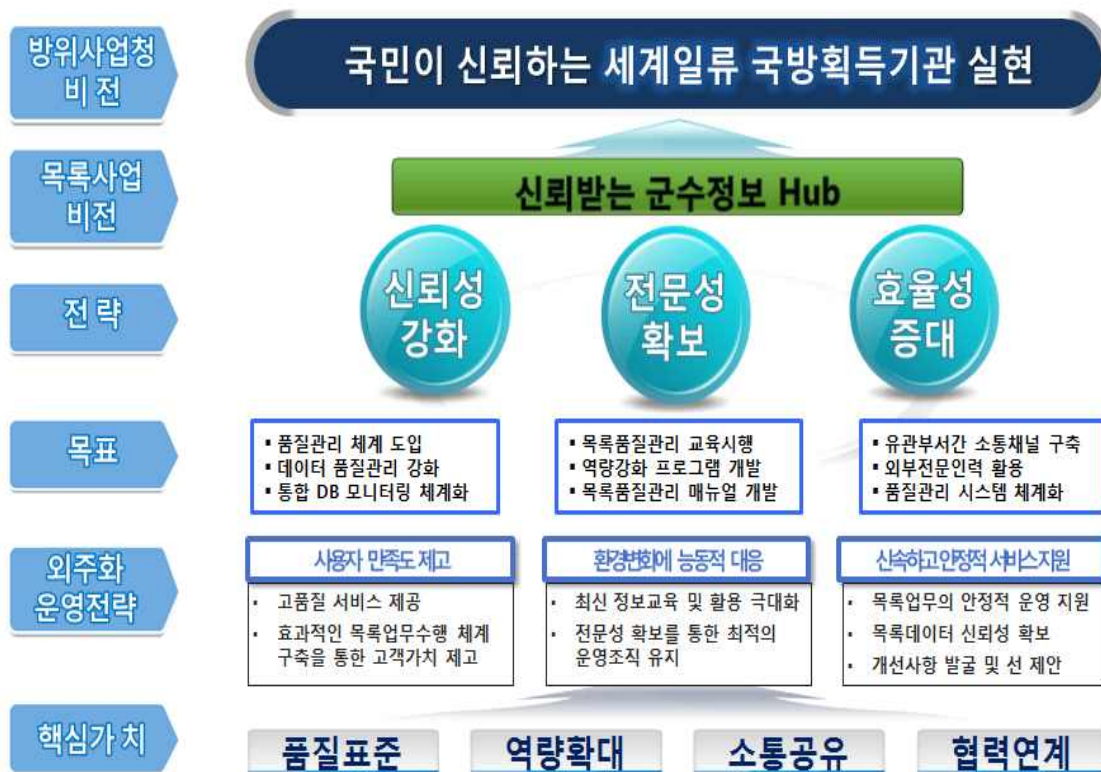 방위사업청
비 전
국민이 신뢰하는 세계일류 국방획득기관 실현
목록사업
비전
신뢰받는 군수정보 Hub
전 략
신뢰성
강화
전문성
확보
효율성
증대
목표
▪ 품질관리 체계 도입
▪ 데이터 품질관리 강화
▪ 통합 DB 모니터링 체계화
▪ 목록품질관리 교육시행
▪ 역량강화 프로그램 개발
▪ 목록품질관리 매뉴얼 개발
▪ 유관부서간 소통채널 구축
▪ 외부전문인력 활용
▪ 품질관리 시스템 체계화
외주화
운영전략
사용자 만족도 제고
· 고품질 서비스 제공
· 효과적인 목록업무수행 체계
구축을 통한 고객가치 제고
환경변화에 능동적 대응
· 최신 정보교육 및 활용 극대화
· 전문성 확보를 통한 최적의
운영조직 유지
신속하고안정적 서비스지원
· 목록업무의 안정적 운영 지원
· 목록데이터 신뢰성 확보
· 개선사항 발굴 및 선 제안
핵심가 치
품질표준
역량확대
소통공유
협력연계